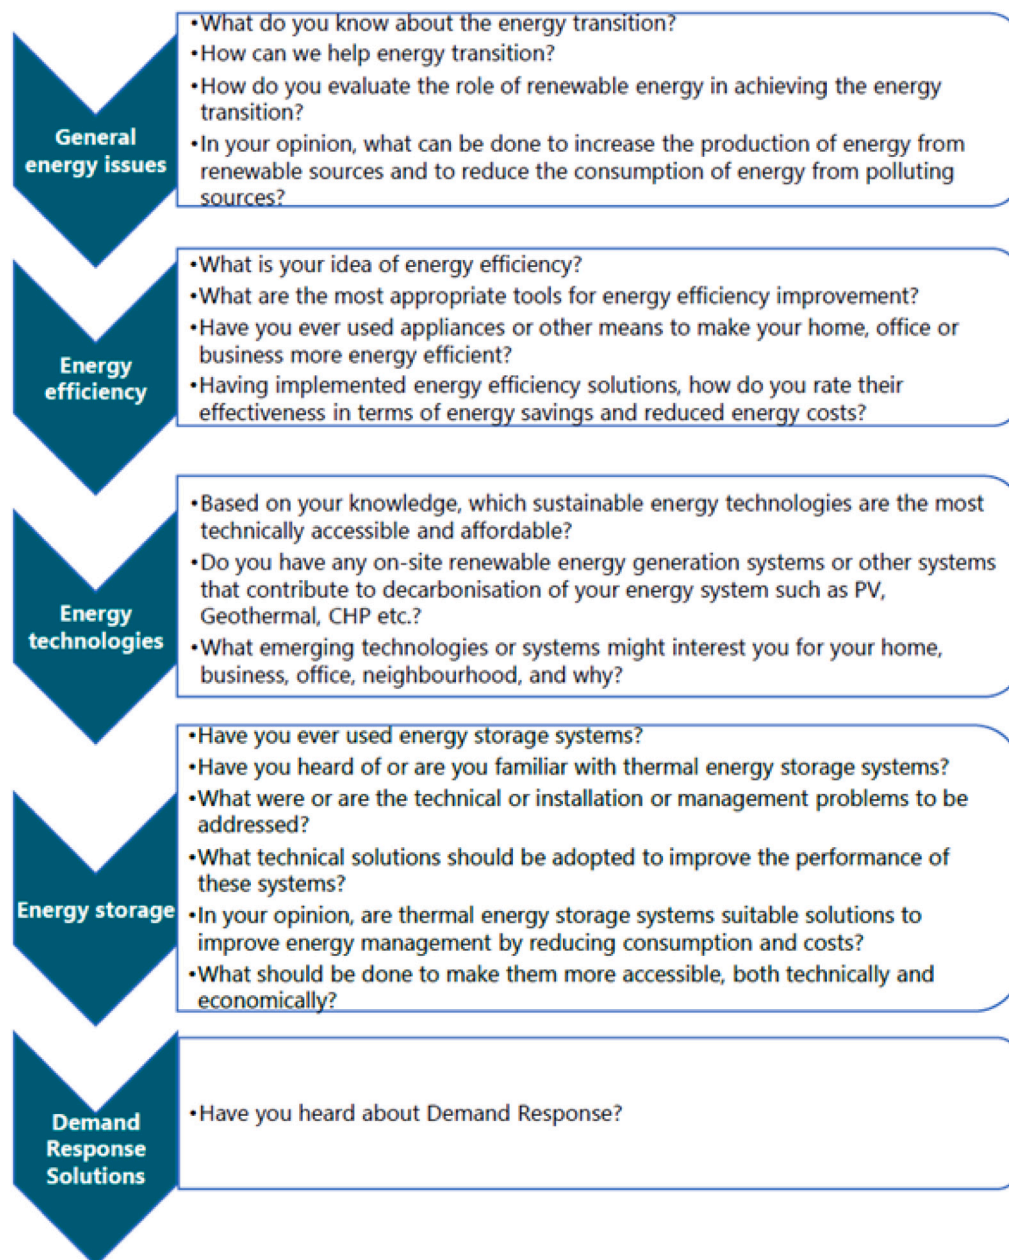 •What do you know about the energy transition?
•How can we help energy transition?
•How do you evaluate the role of renewable energy in achieving the energy
transition?
•In your opinion, what can be done to increase the production of energy from
renewable sources and to reduce the consumption of energy from polluting
sources?
General
energy issues
•What is your idea of energy efficiency?
•What are the most appropriate tools for energy efficiency improvement?
•Have you ever used appliances or other means to make your home, office or
business more energy efficient?
•Having implemented energy efficiency solutions, how do you rate their
effectiveness in terms of energy savings and reduced energy costs?
Energy
efficiency
•Based on your knowledge, which sustainable energy technologies are the most
technically accessible and affordable?
•Do you have any on-site renewable energy generation systems or other systems
that contribute to decarbonisation of your energy system such as PV,
Geothermal, CHP etc.?
•What emerging technologies or systems might interest you for your home,
business, office, neighbourhood, and why?
Energy
technologies
•Have you ever used energy storage systems?
•Have you heard of or are you familiar with thermal energy storage systems?
•What were or are the technical or installation or management problems to be
addressed?
•What technical solutions should be adopted to improve the performance of
these systems?
•In your opinion, are thermal energy storage systems suitable solutions to
improve energy management by reducing consumption and costs?
•What should be done to make them more accessible, both technically and
economically?
Energy storage
•Have you heard about Demand Response?
Demand
Response
Solutions